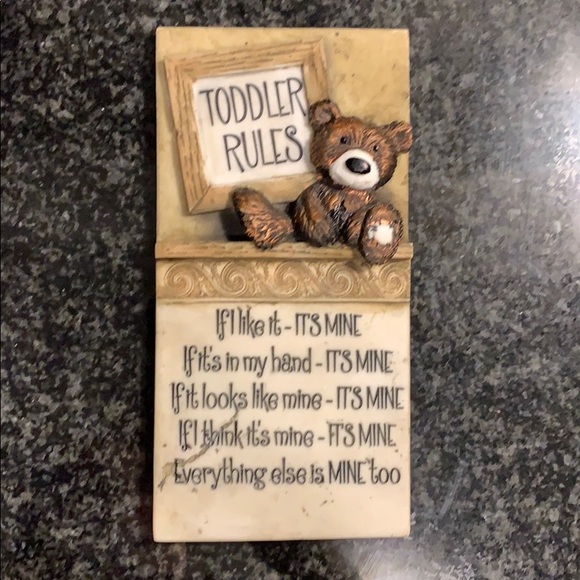 TODDLER
RULES
If I like it - IT'S MINE
If it's in my hand - IT'S MINE
If it looks like mine - IT'S MINE
If I think it's mine - IT'S MINE
Everything else is MINE too